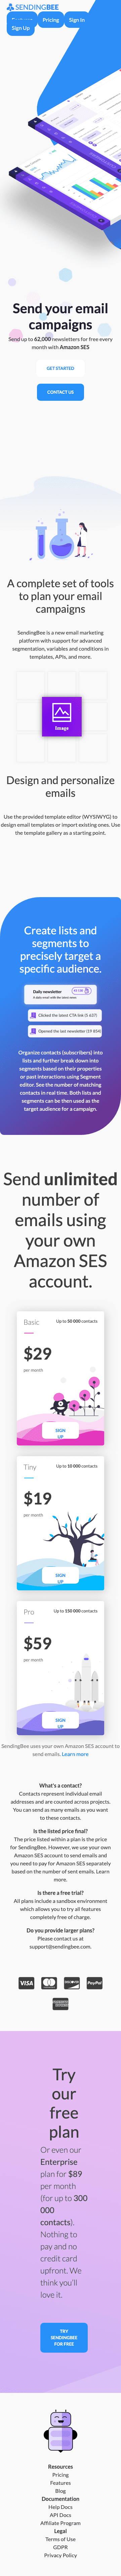 SENDINGBEE
Pricing
Sign In
Sign Up
Send your email
campaigns
Send up to 62,000 newsletters for free every
month with Amazon SES
GET STARTED
CONTACT US
A complete set of tools
to plan your email
campaigns
SendingBee is a new email marketing
platform with support for advanced
segmentation, variables and conditions in
templates, APIs, and more.
Image
Design and personalize
emails
Use the provided template editor (WYSIWYG) to
design email templates or import existing ones. Use
the template gallery as a starting point.
Create lists and
segments to
precisely target a
specific audience.
Daily newsletter
A daily email with the latest news
Clicked the latest CTA link (5 637)
Opened the last newsletter (19 854)
Organize contacts (subscribers) into
lists and further break down into
segments based on their properties
or past interactions using Segment
editor. See the number of matching
contacts in real time. Both lists and
segments can be then used as the
target audience for a campaign.
Send unlimited
number of
emails using
your own
Amazon SES
account.
Basic
Up to 50 000 contacts
$29
per month
SIGN
UP
Tiny
Up to 10 000 contacts
$19
per month
SIGN
UP
Pro
Up to 150 000 contacts
$59
per month
SIGN
UP
SendingBee uses your own Amazon SES account to
send emails. Learn more
What's a contact?
Contacts represent individual email
addresses and are counted across projects.
You can send as many emails as you want
to these contacts.
Is the listed price final?
The price listed within a plan is the price
for SendingBee. However, we use your own
Amazon SES account to send emails and
you need to pay for Amazon SES separately
based on the number of sent emails. Learn
more.
Is there a free trial?
All plans include a sandbox environment
which allows you to try all features
completely free of charge.
Do you provide larger plans?
Please contact us at
support@sendingbee.com.
VISA
MasterCard
DISCOVER
PayPal
AMERICAN
EXPRESS
Try
our
free
plan
Or even our
Enterprise
plan for $89
per month
(for up to 300
000
contacts).
Nothing to
pay and no
credit card
upfront. We
think you'll
love it.
TRY
SENDINGBEE
FOR FREE
Resources
Pricing
Features
Blog
Documentation
Help Docs
API Docs
Affiliate Program
Legal
Terms of Use
GDPR
Privacy Policy